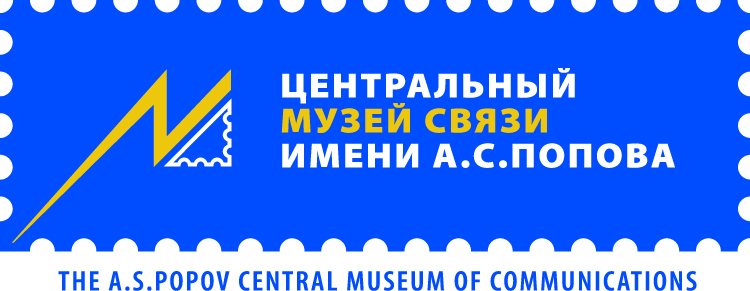 ЦЕНТРАЛЬНЫЙ
МУЗЕЙ СВЯЗИ
ИМЕНИ А.С.ПОПОВА
THE A.S.POPOV CENTRAL MUSEUM OF COMMUNICATIONS